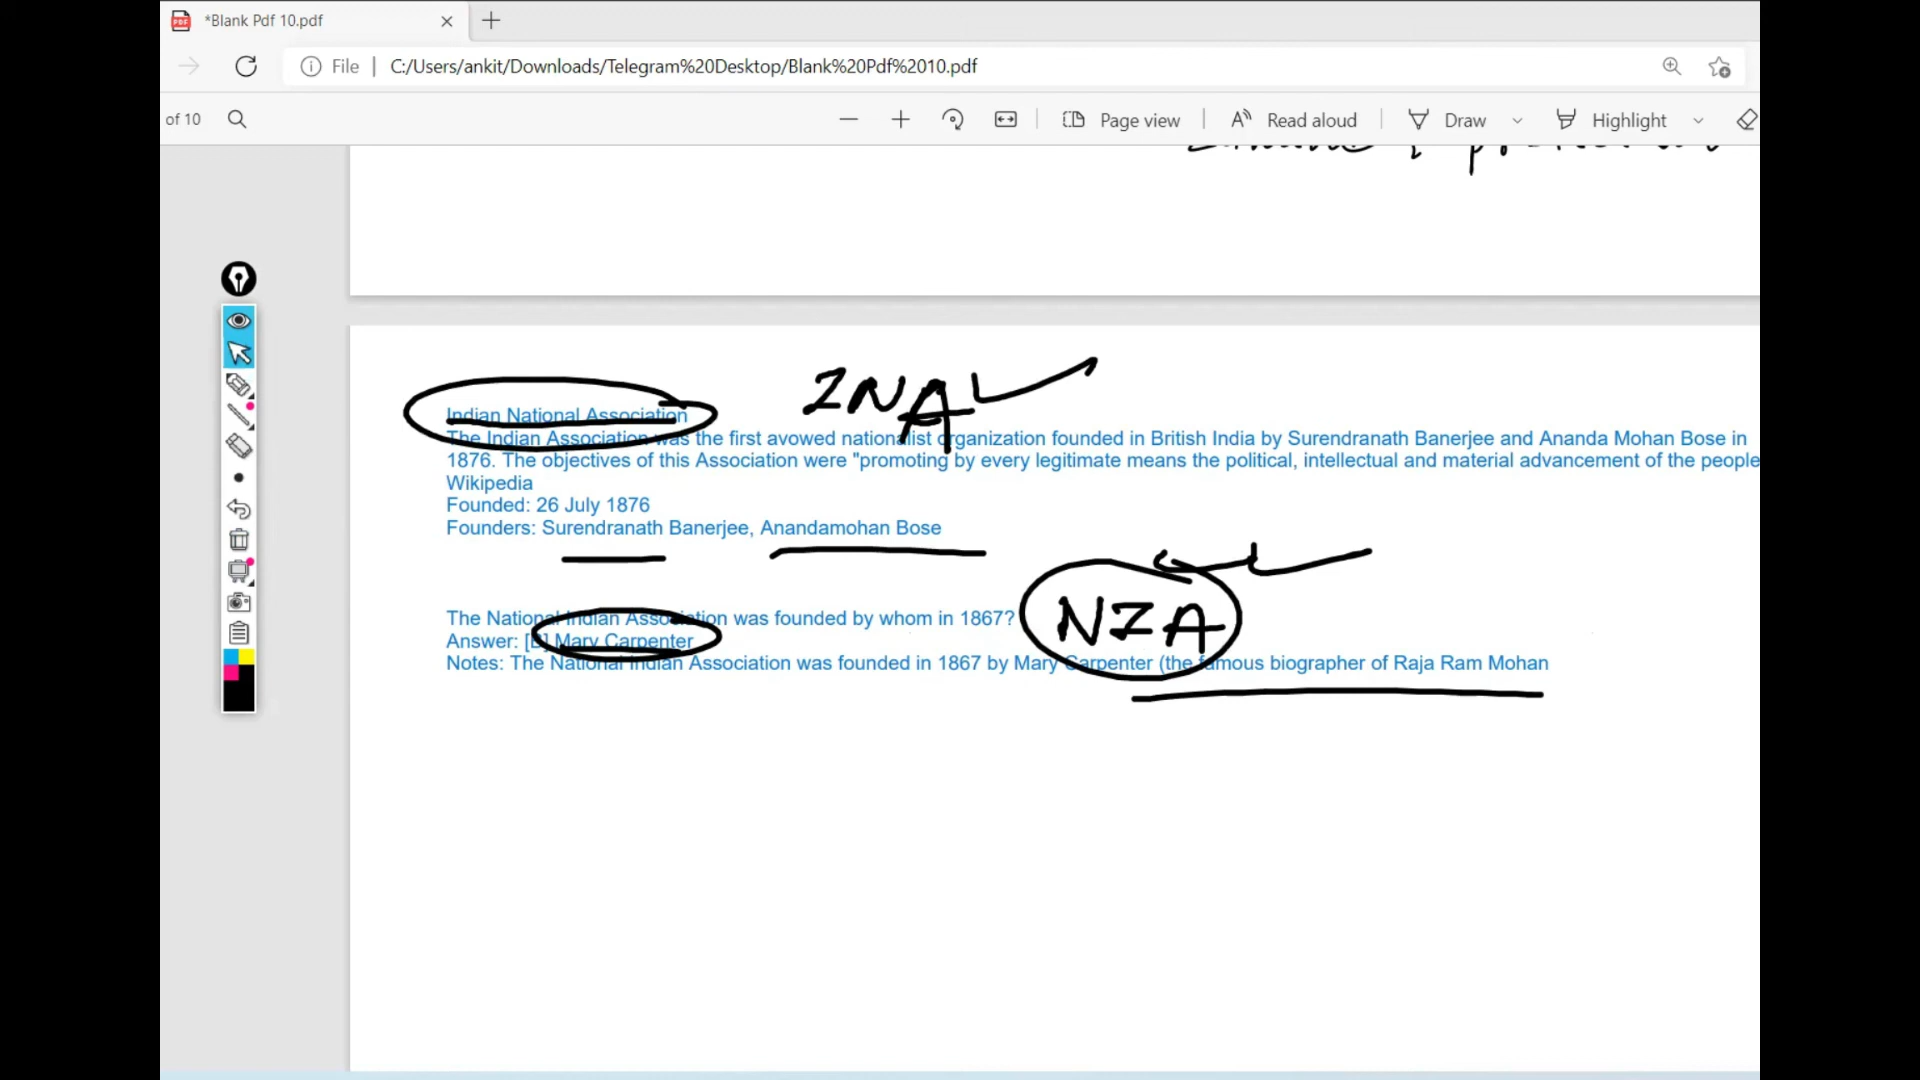 *Blank Pdf 10.pdf
File | C:/Users/ankit/Downloads/Telegram%20Desktop/Blank%20Pdf%2010.pdf
of 10
Page view
Read aloud
Draw
Highlight
INA
Indian National Association
The Indian Association was the first avowed nationalist organization founded in British India by Surendranath Banerjee and Ananda Mohan Bose in
1876. The objectives of this Association were "promoting by every legitimate means the political, intellectual and material advancement of the people
Wikipedia
Founded: 26 July 1876
Founders: Surendranath Banerjee, Anandamohan Bose
NIA
The National Indian Association was founded by whom in 1867?
Answer: [B] Mary Carpenter
Notes: The National Indian Association was founded in 1867 by Mary Carpenter (the famous biographer of Raja Ram Mohan